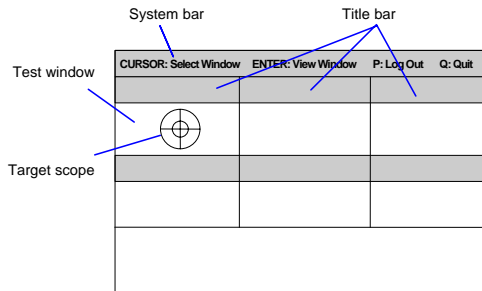 System bar Title bar
CURSOR: Select Window ENTER: View Window P: Log Out Q: Quit
Test window
Target scope